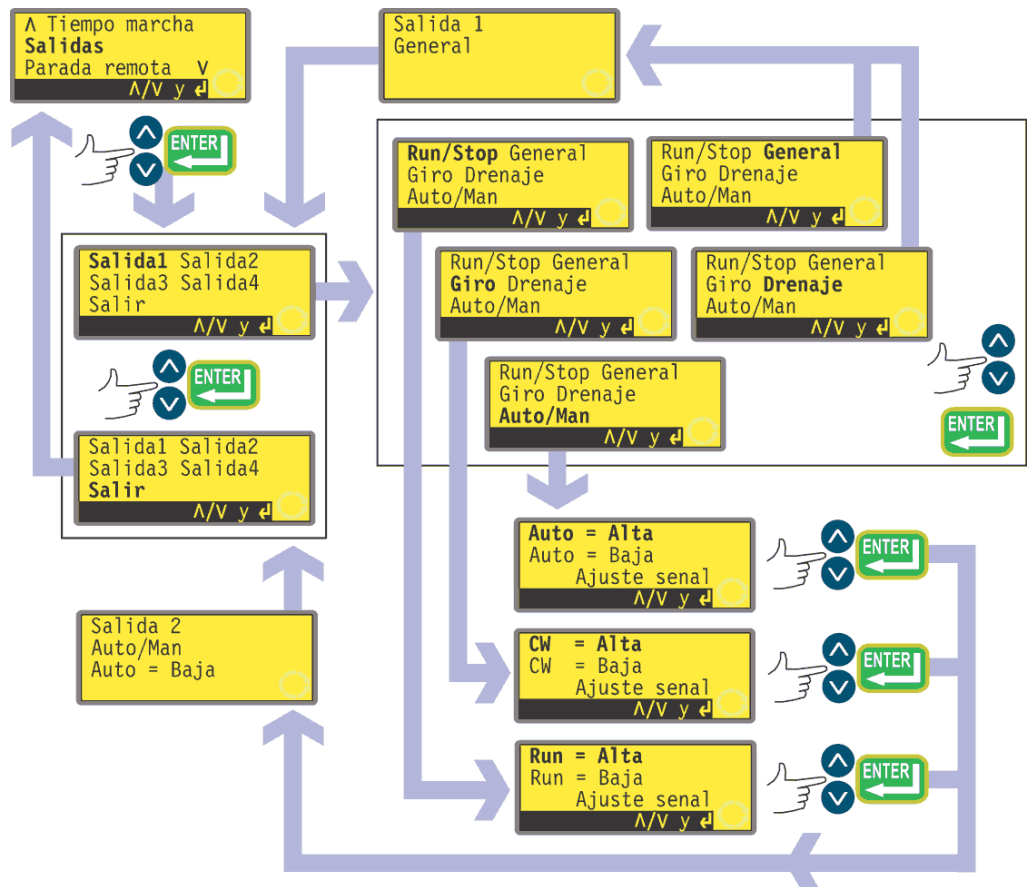 Λ Tiempo marcha
Salidas
Parada remota V
Λ/V y ↲
ENTER
Salida 1
General
Run/Stop General
Giro Drenaje
Auto/Man
Λ/V y ↲
Run/Stop General
Giro Drenaje
Auto/Man
Λ/V y ↲
Salida1 Salida2
Salida3 Salida4
Salir
Λ/V y ↲
Run/Stop General
Giro Drenaje
Auto/Man
Λ/V y ↲
Run/Stop General
Giro Drenaje
Auto/Man
Λ/V y ↲
ENTER
Run/Stop General
Giro Drenaje
Auto/Man
Λ/V y ↲
ENTER
Salida1 Salida2
Salida3 Salida4
Salir
Λ/V y ↲
Auto = Alta
Auto = Baja
Ajuste senal
Λ/V y ↲
ENTER
Salida 2
Auto/Man
Auto = Baja
CW = Alta
CW = Baja
Ajuste senal
Λ/V y ↲
ENTER
Run = Alta
Run = Baja
Ajuste senal
Λ/V y ↲
ENTER